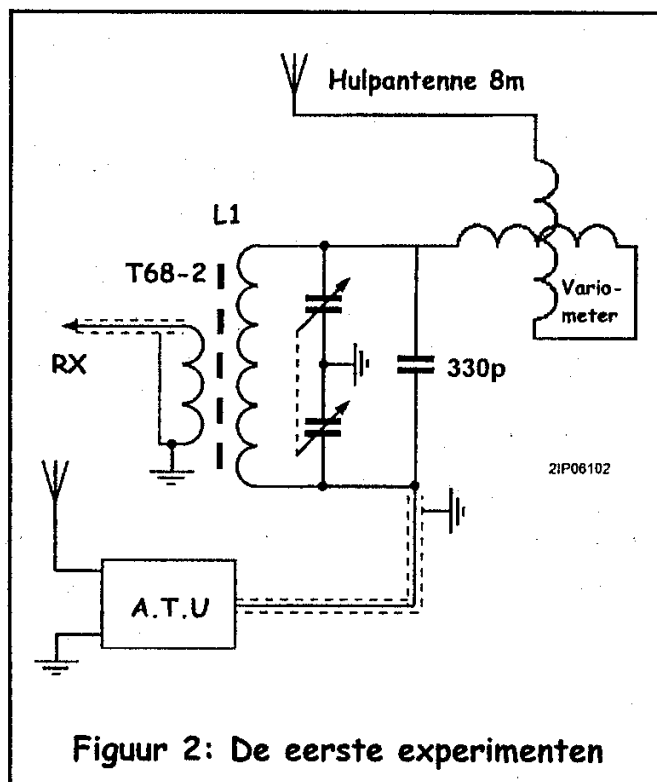 Hulpantenne 8m
L1
T68-2
Vario-
meter
RX
330p
2IP06102
A.T.U
Figuur 2: De eerste experimenten